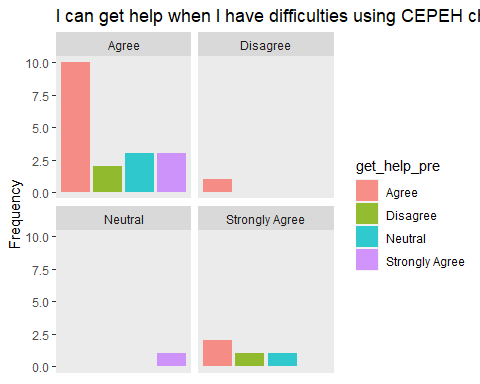 I can get help when I have difficulties using CEPEH
Agree Disagree
10.0
7.5
5.0
2.5
0.0
Neutral Strongly Agree
10.0
7.5
5.0
2.5
0.0
Frequency
get_help_pre
Agree
Disagree
Neutral
Strongly Agree